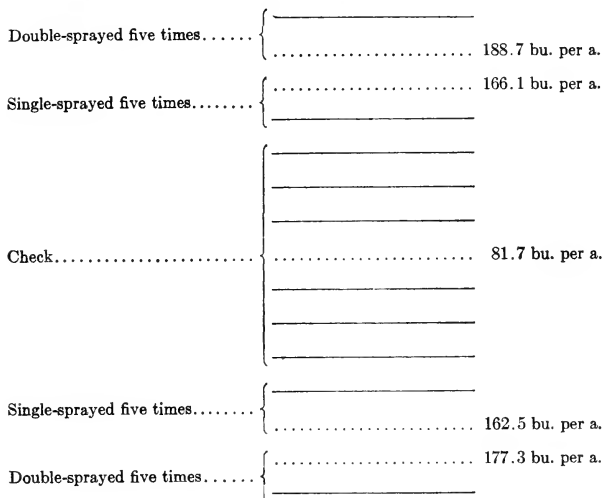 Double-sprayed five times...... 
....................... 188.7 bu. per a.
....................... 166.1 bu. per a.
Single-sprayed five times........
Check....................... ....................... 81.7 bu. per a.
Single-sprayed five times........
....................... 162.5 bu. per a.
....................... 177.3 bu. per a.
Double-sprayed five times......